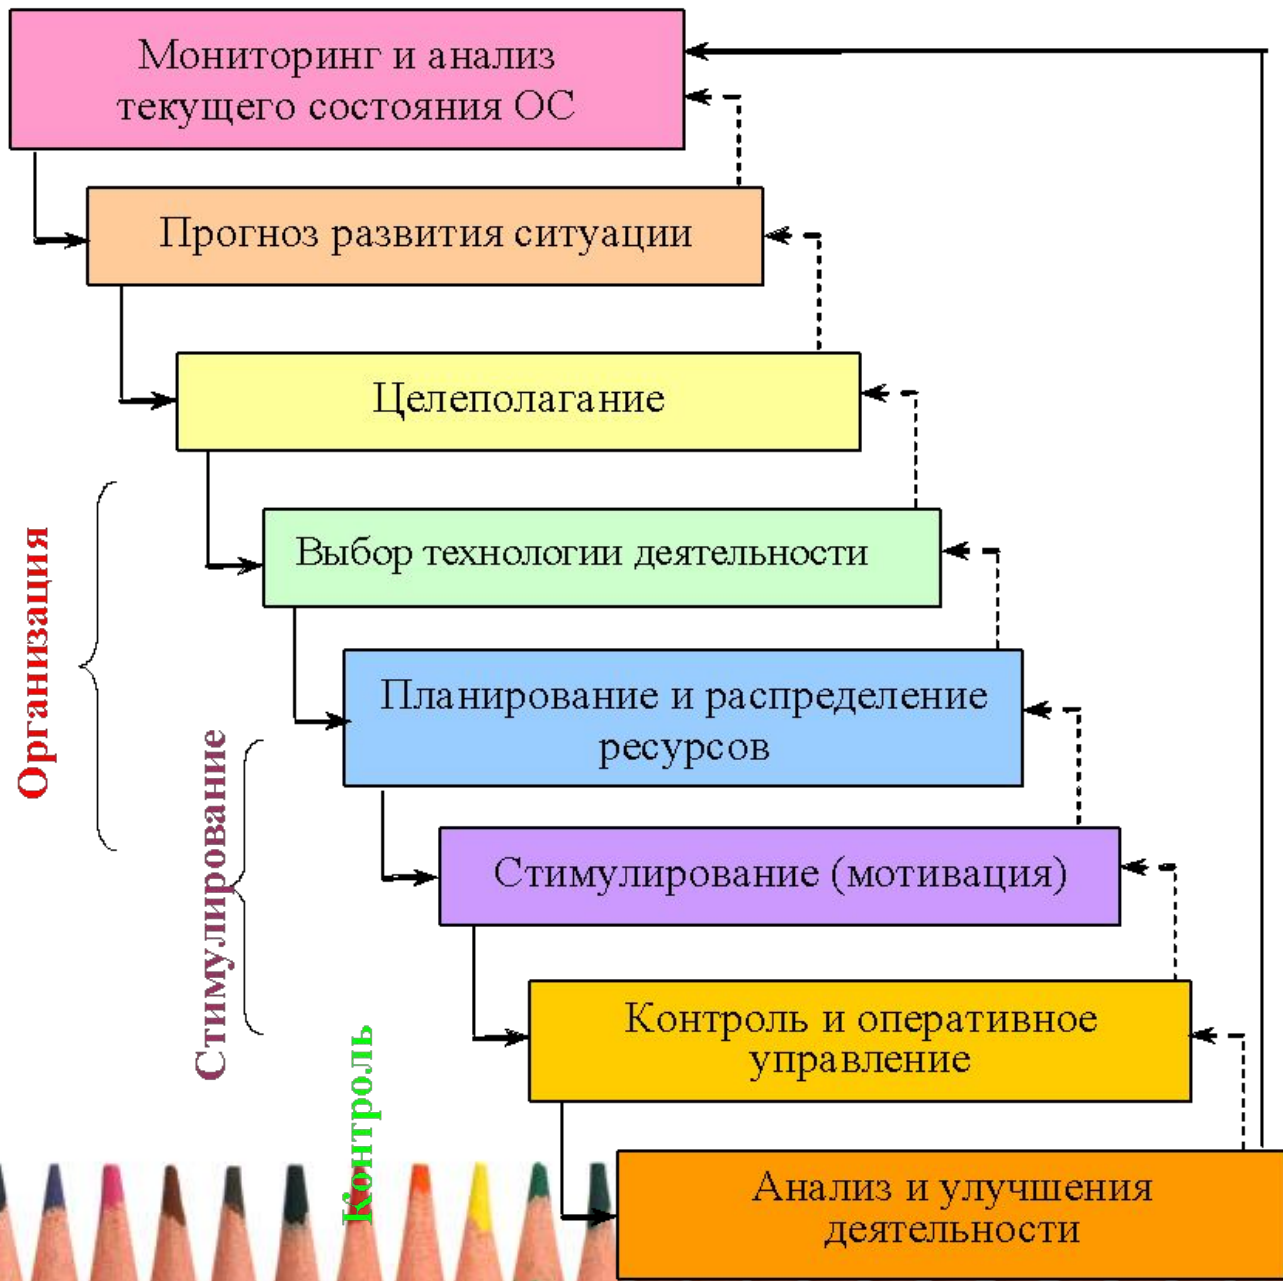 Мониторинг и анализ
текущего состояния ОС
Прогноз развития ситуации
Целеполагание
Выбор технологии деятельности
Организация
Планирование и распределение
ресурсов
Стимулирование
Стимулирование (мотивация)
Контроль и оперативное
управление
Контроль
Анализ и улучшения
деятельности